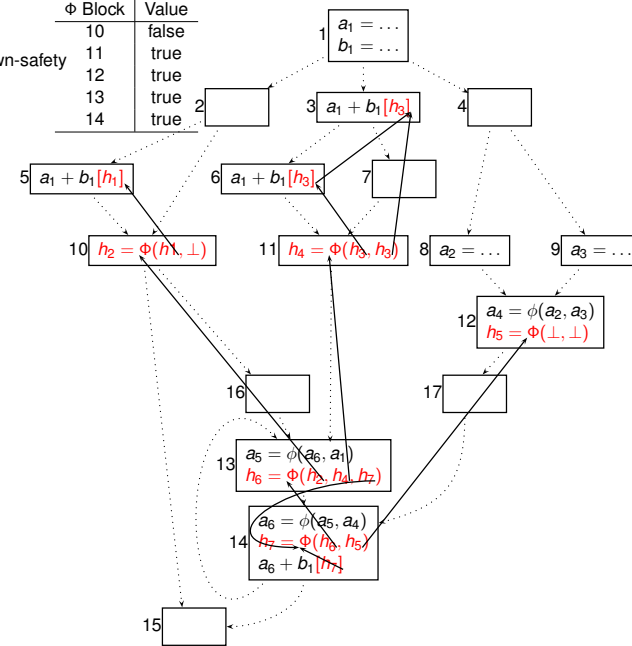 Φ Block Value
10 false
11 true
12 true
13 true
14 true
wn-safety
1
a₁ = …
b₁ = …
2
3 a₁ + b₁[h₃]
4
5 a₁ + b₁[h₁]
6 a₁ + b₁[h₃]
7
10 h₂ = Φ(h1, ⊥)
11 h₄ = Φ(h₃, h₃)
8 a₂ = …
9 a₃ = …
12
a₄ = ϕ(a₂, a₃)
h₅ = Φ(⊥, ⊥)
16
17
13
a₅ = ϕ(a₆, a₁)
h₆ = Φ(h₂, h₄, h₇)
14
a₆ = ϕ(a₅, a₄)
h₇ = Φ(h₆, h₅)
a₆ + b₁[h₇]
15